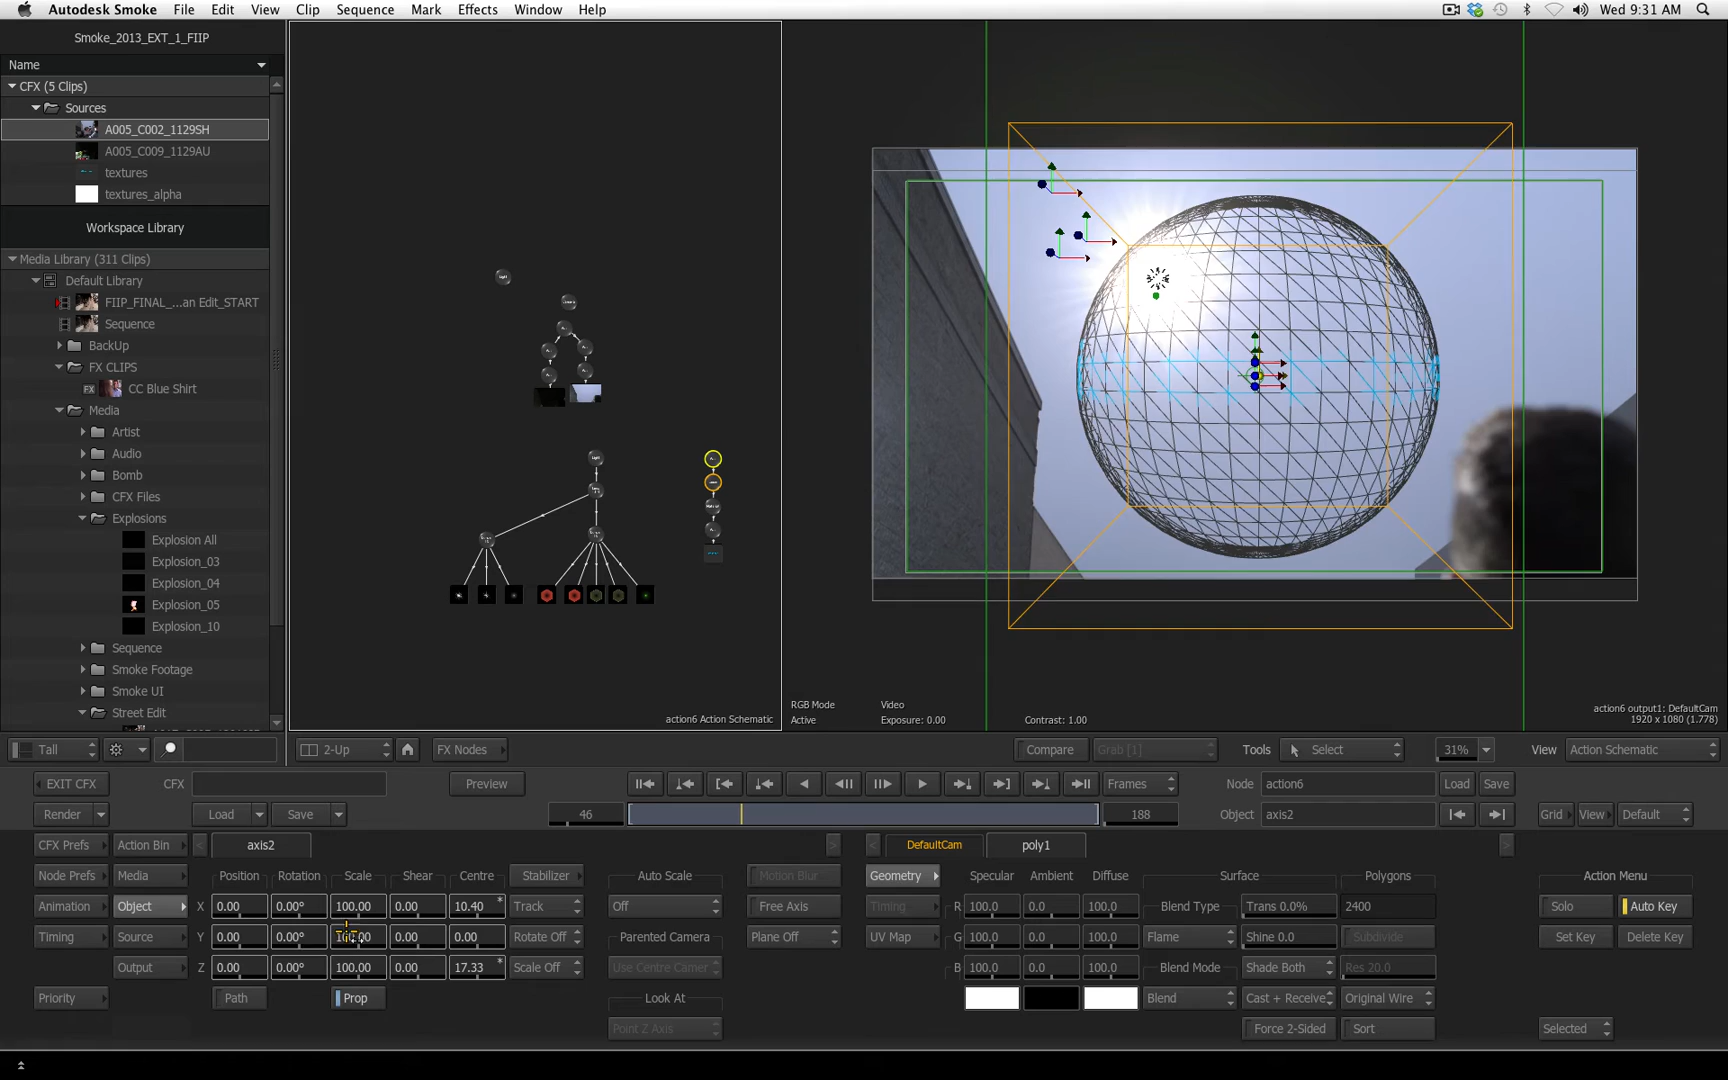 Autodesk Smoke File Edit View Clip Sequence Mark Effects Window Help Wed 9:31 AM
Smoke_2013_EXT_1_FIIP
Name
CFX (5 Clips)
Sources
A005_C002_1129SH
A005_C009_1129AU
textures
textures_alpha
Workspace Library
Media Library (311 Clips)
Default Library
FIIP_FINAL_...an Edit_START
Sequence
BackUp
FX CLIPS
FX CC Blue Shirt
Media
Artist
Audio
Bomb
CFX Files
Explosions
Explosion All
Explosion_03
Explosion_04
Explosion_05
Explosion_10
Sequence
Smoke Footage
Smoke UI
Street Edit
action6 Action Schematic
RGB Mode Video
Active Exposure: 0.00 Contrast: 1.00
action6 output1: DefaultCam
1920 x 1080 (1.778)
Tall 2-Up FX Nodes Compare Grab [1] Tools Select 31% View Action Schematic
EXIT CFX CFX Preview Frames Node action6 Load Save
Render Load Save 46 188 Object axis2 Grid View Default
CFX Prefs Action Bin < axis2 > < DefaultCam poly1 >
Node Prefs Media Position Rotation Scale Shear Centre Stabilizer Auto Scale Motion Blur Geometry Specular Ambient Diffuse Surface Polygons Action Menu
Animation Object X 0.00 0.00° 100.00 0.00 10.40 * Track Off Free Axis Timing R 100.0 0.0 100.0 Blend Type Trans 0.0% 2400 Solo Auto Key
Timing Source Y 0.00 0.00° 0.00 0.00 Rotate Off Parented Camera Plane Off UV Map G 100.0 0.0 100.0 Flame Shine 0.0 Subdivide Set Key Delete Key
Output Z 0.00 0.00° 100.00 0.00 17.33 * Scale Off Use Centre Camer B 100.0 0.0 100.0 Blend Mode Shade Both Res 20.0
Priority Path Prop Look At Blend Cast + Receive Original Wire
Point Z Axis Force 2-Sided Sort Selected